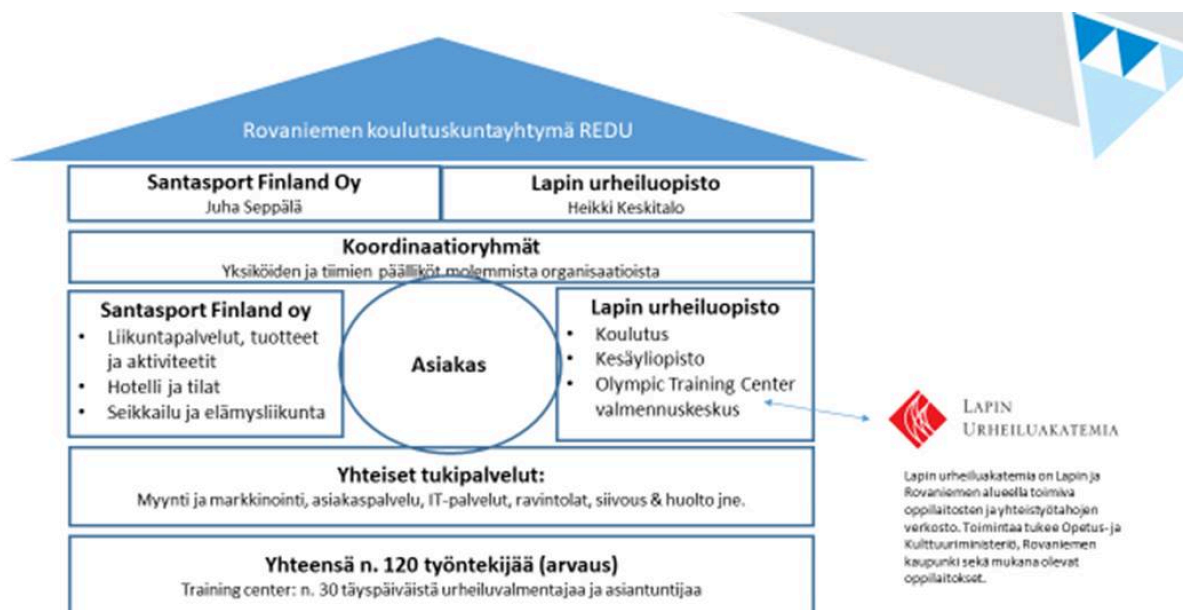 Rovaniemen koulutuskuntayhtymä REDU
Santasport Finland Oy
Juha Seppälä
Lapin urheiluopisto
Heikki Keskitalo
Koordinaatioryhmät
Yksiköiden ja tiimien päälliköt molemmista organisaatioista
Santasport Finland oy
• Liikuntapalvelut, tuotteet
ja aktiviteetit
• Hotelli ja tilat
• Seikkailu ja elämysliikunta
Asiakas
Lapin urheiluopisto
• Koulutus
• Kesäyliopisto
• Olympic Training Center
valmennuskeskus
LAPIN
URHEILUAKATEMIA
Lapin urheiluakatemia on Lapin ja
Rovaniemen alueella toimiva
oppilaitosten ja yhteistyötahojen
verkosto. Toimintaa tukee Opetus- ja
Kulttuuriministeriö, Rovaniemen
kaupunki sekä mukana olevat
oppilaitokset.
Yhteiset tukipalvelut:
Myynti ja markkinointi, asiakaspalvelu, IT-palvelut, ravintolat, siivous & huolto jne.
Yhteensä n. 120 työntekijää (arvaus)
Training center: n. 30 täyspäiväistä urheiluvalmentajaa ja asiantuntijaa